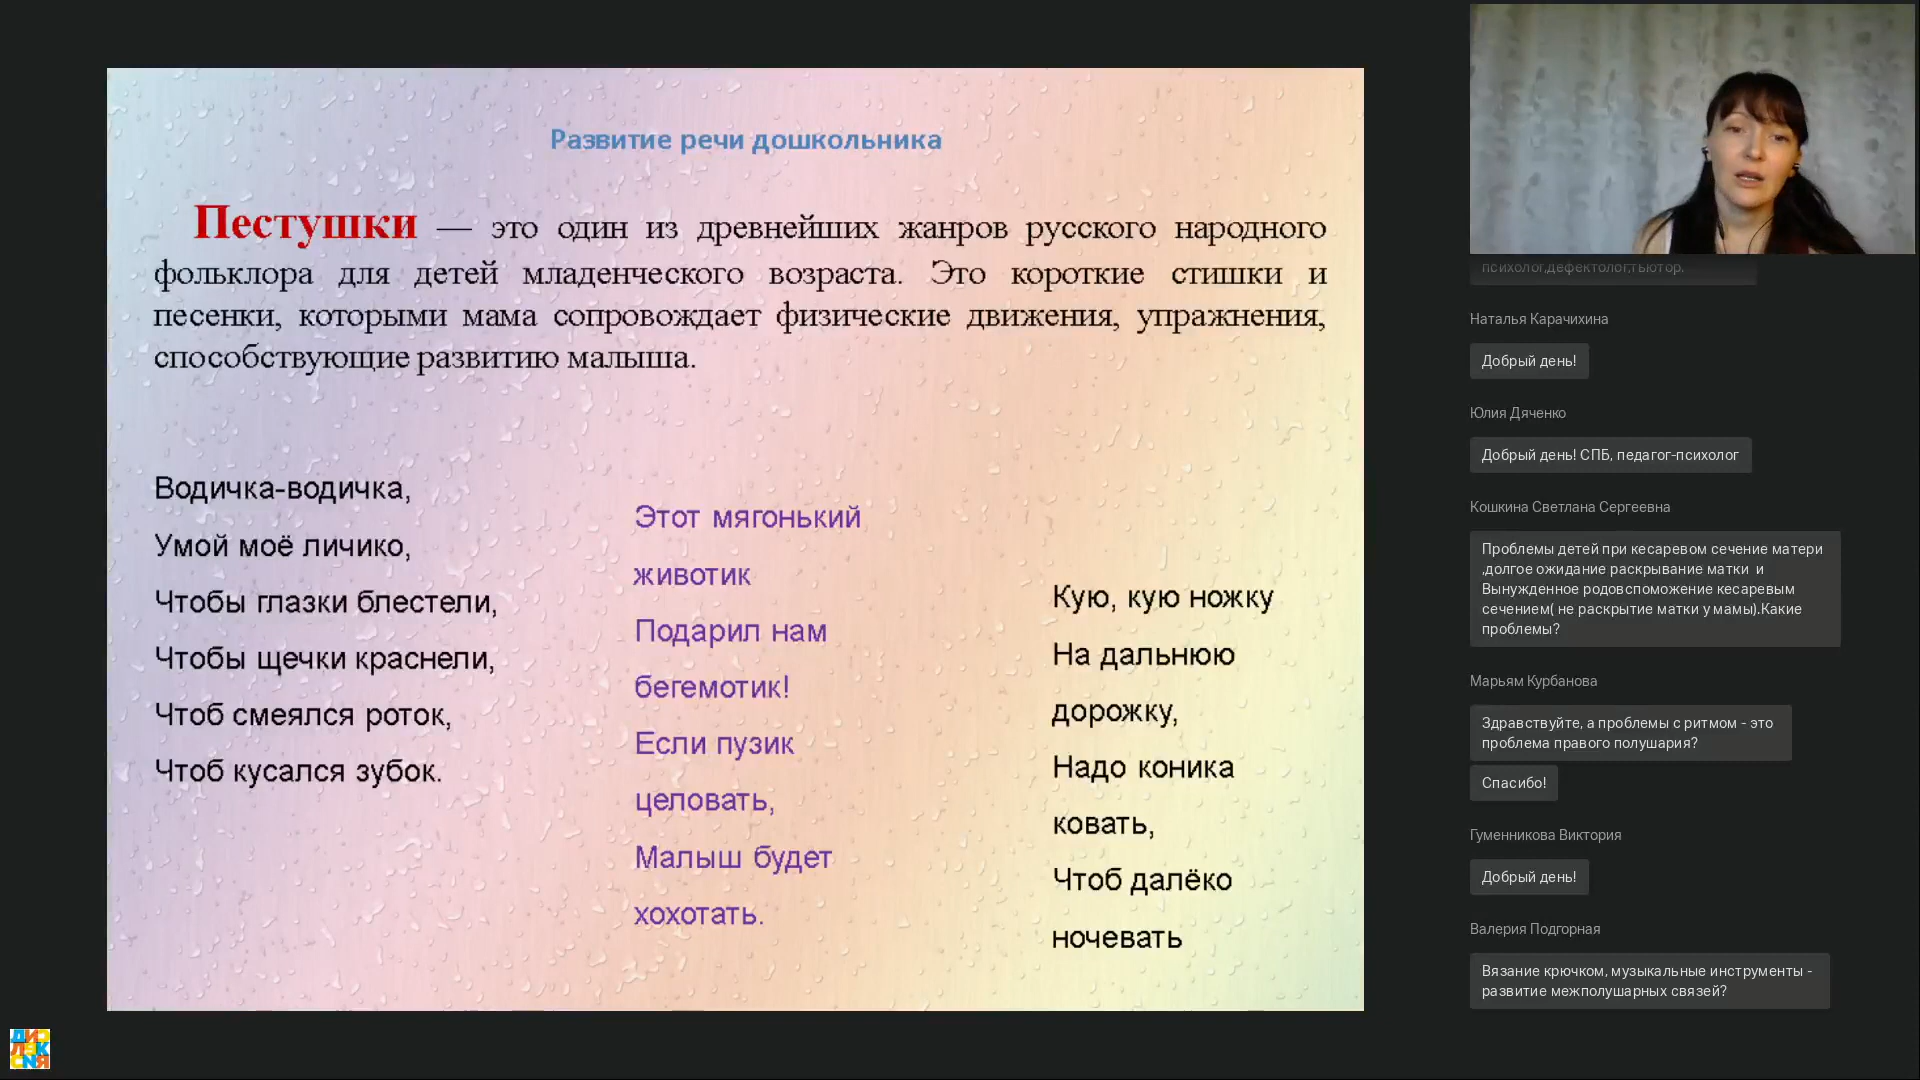 Развитие речи дошкольника
Пестушки — это один из древнейших жанров русского народного
фольклора для детей младенческого возраста. Это короткие стишки и
песенки, которыми мама сопровождает физические движения, упражнения,
способствующие развитию малыша.
Водичка-водичка,
Умой моё личико,
Чтобы глазки блестели,
Чтобы щечки краснели,
Чтоб смеялся роток,
Чтоб кусался зубок.
Этот мягонький
животик
Подарил нам
бегемотик!
Если пузик
целовать,
Малыш будет
хохотать.
Кую, кую ножку
На дальнюю
дорожку,
Надо коника
ковать,
Чтоб далёко
ночевать
психолог,дефектолог,тьютор.
Наталья Карачихина
Добрый день!
Юлия Дяченко
Добрый день! СПБ, педагог-психолог
Кошкина Светлана Сергеевна
Проблемы детей при кесаревом сечение матери
,долгое ожидание раскрывание матки и
Вынужденное родовспоможение кесаревым
сечением( не раскрытие матки у мамы).Какие
проблемы?
Марьям Курбанова
Здравствуйте, а проблемы с ритмом - это
проблема правого полушария?
Спасибо!
Гуменникова Виктория
Добрый день!
Валерия Подгорная
Вязание крючком, музыкальные инструменты -
развитие межполушарных связей?
ДИС
ЛЕК
СИЯ